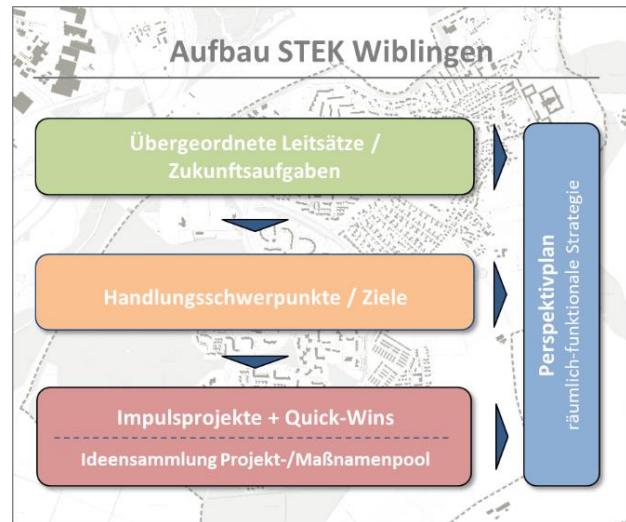 Aufbau STEK Wiblingen
Übergeordnete Leitsätze /
Zukunftsaufgaben
Handlungsschwerpunkte / Ziele
Impulsprojekte + Quick-Wins
Ideensammlung Projekt-/Maßnamenpool
Perspektivplan
räumlich-funktionale Strategie